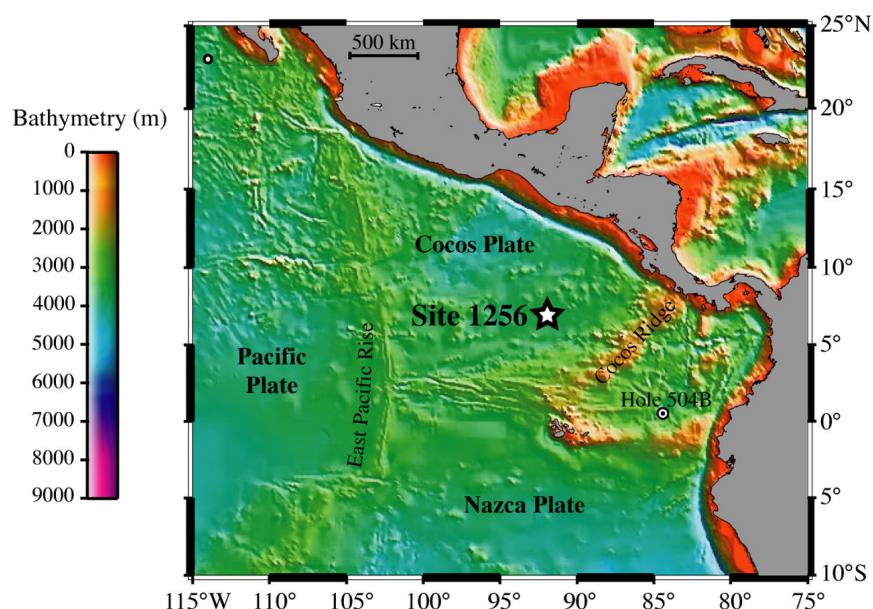 25°N
500 km
20°
Bathymetry (m)
0
1000
2000
3000
4000
5000
6000
7000
8000
9000
15°
Cocos Plate
10°
Site 1256
Cocos Ridge
Pacific
Plate
East Pacific Rise
5°
Hole 504B
0°
Nazca Plate
5°
10°S
115°W
110°
105°
100°
95°
90°
85°
80°
75°